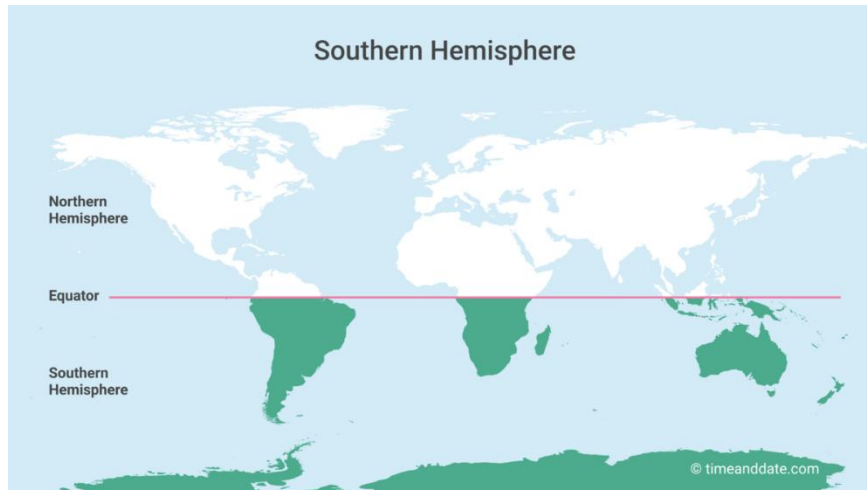 Southern Hemisphere
Northern
Hemisphere
Equator
Southern
Hemisphere
© timeanddate.com